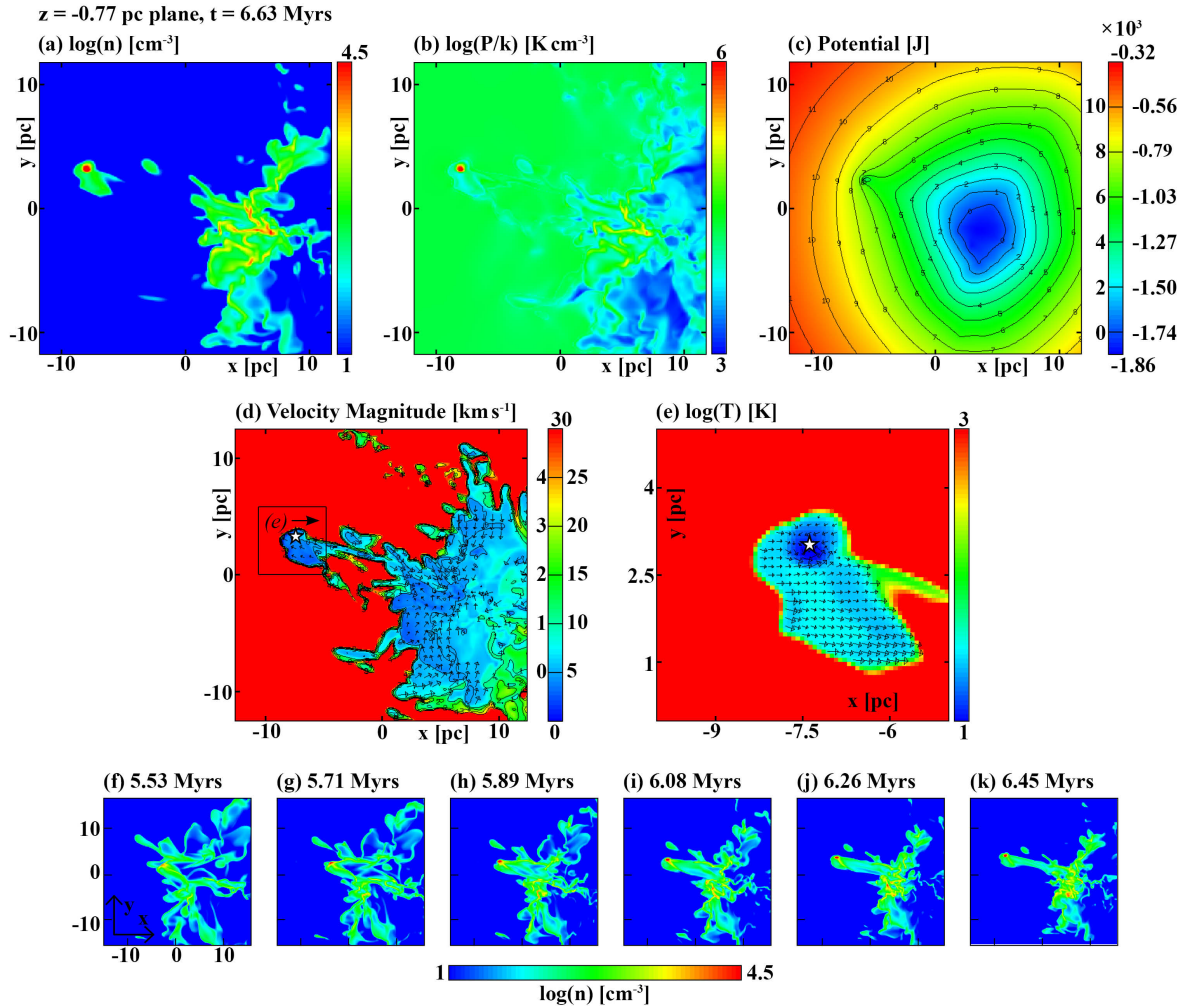 z = -0.77 pc plane, t = 6.63 Myrs
(a) log(n) [cm-3] 4.5
(b) log(P/k) [K cm-3] 6
(c) Potential [J] ×10³ -0.32
y [pc]
10
0
-10
-10 0 x [pc] 10
1
y [pc]
10
0
-10
-10 0 x [pc] 10
3
y [pc]
10
0
-10
-10 0 x [pc] 10
10 -0.56
8 -0.79
6 -1.03
4 -1.27
2 -1.50
0 -1.74
-1.86
(d) Velocity Magnitude [km s-1] 30
(e) log(T) [K] 3
y [pc]
10
0
-10
(e)
-10 0 x [pc] 10
4 25
3 20
2 15
1 10
0 5
0
y [pc]
4
2.5
1
x [pc]
-9 -7.5 -6
1
(f) 5.53 Myrs
(g) 5.71 Myrs
(h) 5.89 Myrs
(i) 6.08 Myrs
(j) 6.26 Myrs
(k) 6.45 Myrs
10
0
-10
y
x
-10 0 10
1 4.5
log(n) [cm-3]